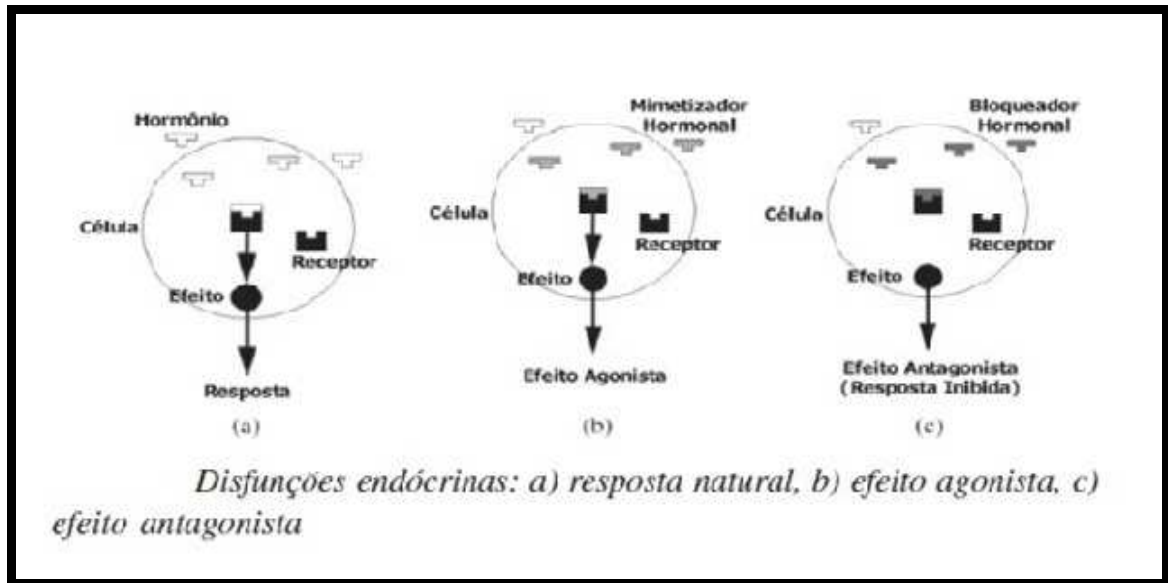 Hormônio
Célula
Receptor
Efeito
Resposta
(a)
Mimetizador
Hormonal
Célula
Receptor
Efeito
Efeito Agonista
(b)
Bloqueador
Hormonal
Célula
Receptor
Efeito
Efeito Antagonista
(Resposta Inibida)
(c)
Disfunções endócrinas: a) resposta natural, b) efeito agonista, c)
efeito antagonista